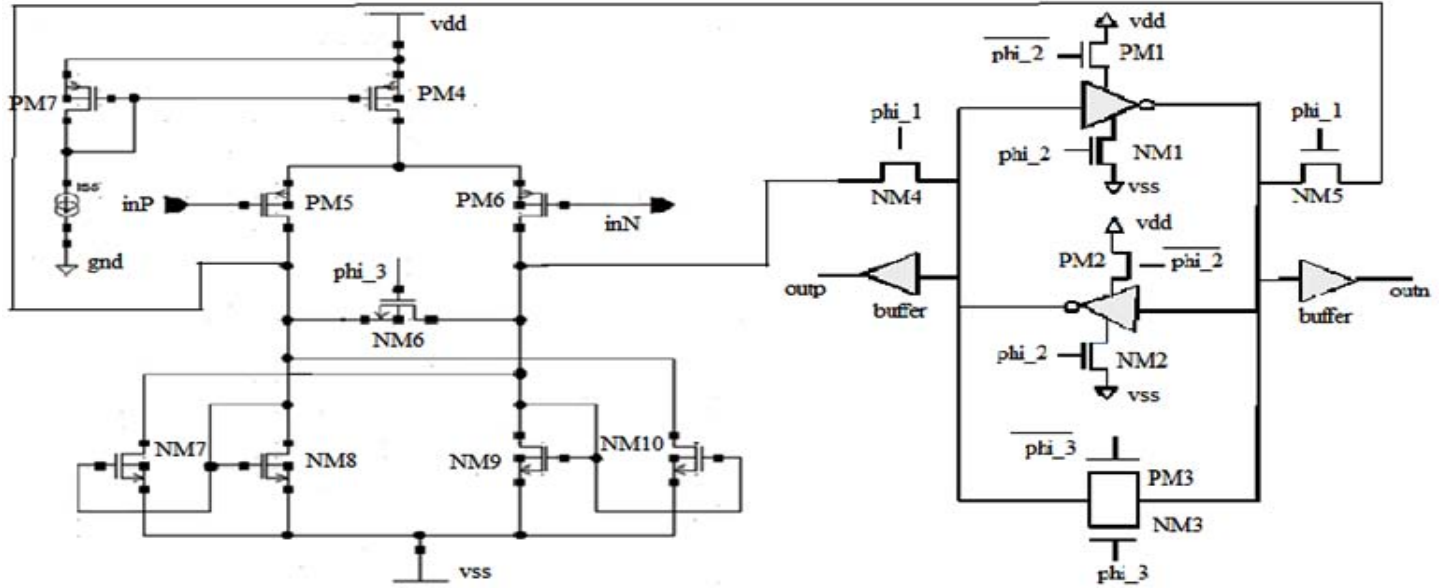 vdd
vdd
phi_2
PM1
PM7
PM4
phi_1
phi_1
phi_2
NM1
vss
NM4
NM5
inP
PM5
PM6
inN
vdd
gnd
phi_3
PM2
phi_2
outp
buffer
buffer
outn
NM6
phi_2
NM2
vss
NM7
NM8
NM9
NM10
phi_3
PM3
NM3
vss
phi_3